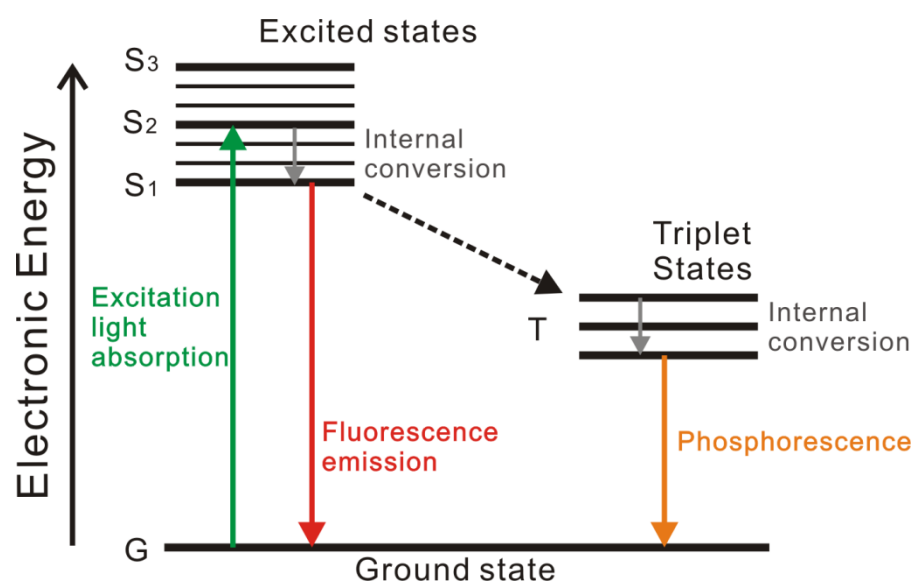 Excited states
S3
S2
S1
Internal
conversion
Electronic Energy
Excitation
light
absorption
Fluorescence
emission
Triplet
States
T
Internal
conversion
Phosphorescence
G
Ground state